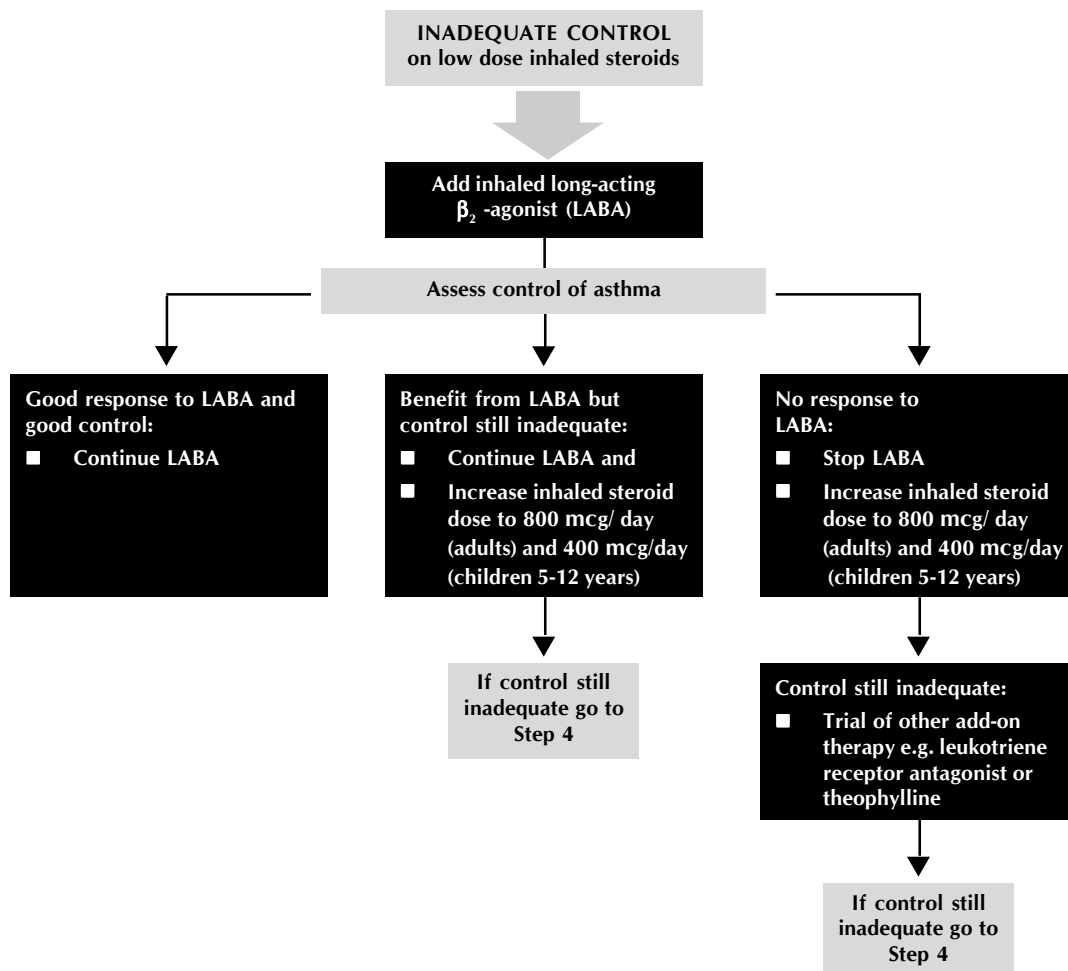 INADEQUATE CONTROL
on low dose inhaled steroids
Add inhaled long-acting
β₂ -agonist (LABA)
Assess control of asthma
Good response to LABA and
good control:
■ Continue LABA
Benefit from LABA but
control still inadequate:
■ Continue LABA and
■ Increase inhaled steroid
dose to 800 mcg/ day
(adults) and 400 mcg/day
(children 5-12 years)
If control still
inadequate go to
Step 4
No response to
LABA:
■ Stop LABA
■ Increase inhaled steroid
dose to 800 mcg/ day
(adults) and 400 mcg/day
(children 5-12 years)
Control still inadequate:
■ Trial of other add-on
therapy e.g. leukotriene
receptor antagonist or
theophylline
If control still
inadequate go to
Step 4